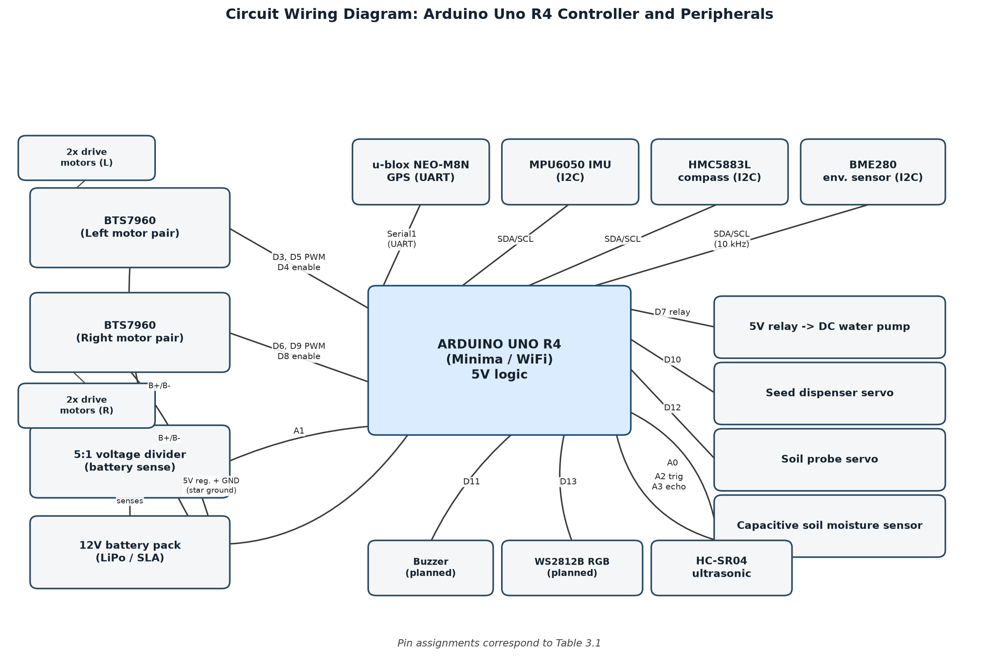 Circuit Wiring Diagram: Arduino Uno R4 Controller and Peripherals
2x drive
motors (L)
u-blox NEO-M8N
GPS (UART)
MPU6050 IMU
(I2C)
HMC5883L
compass (I2C)
BME280
env. sensor (I2C)
BTS7960
(Left motor pair)
Serial1
(UART)
SDA/SCL
SDA/SCL
SDA/SCL
(10 kHz)
D3, D5 PWM
D4 enable
BTS7960
(Right motor pair)
D6, D9 PWM
D8 enable
ARDUINO UNO R4
(Minima / WiFi)
5V logic
D7 relay
5V relay -> DC water pump
D10
Seed dispenser servo
D12
Soil probe servo
B+/B-
2x drive
motors (R)
A1
B+/B-
5:1 voltage divider
(battery sense)
5V reg. + GND
(star ground)
senses
12V battery pack
(LiPo / SLA)
D11
D13
A0
A2 trig
A3 echo
Capacitive soil moisture sensor
Buzzer
(planned)
WS2812B RGB
(planned)
HC-SR04
ultrasonic
Pin assignments correspond to Table 3.1